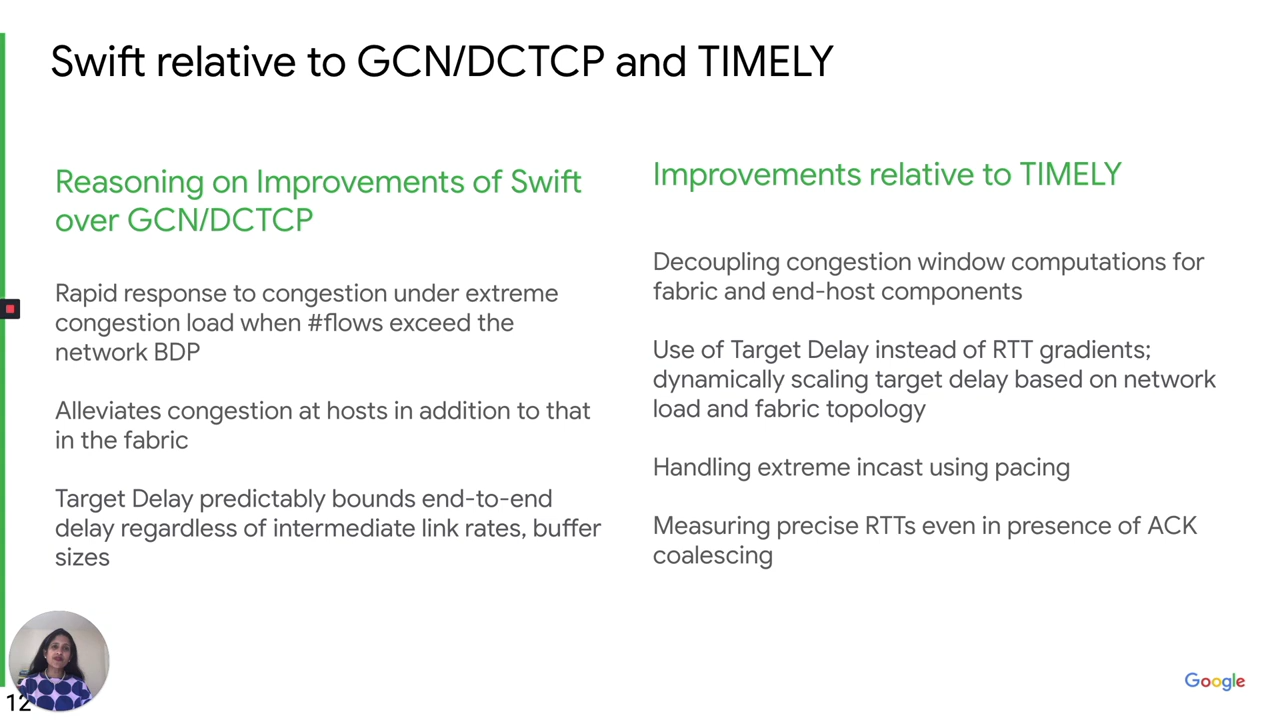 Swift relative to GCN/DCTCP and TIMELY
Reasoning on Improvements of Swift
over GCN/DCTCP
Rapid response to congestion under extreme
congestion load when #flows exceed the
network BDP
Alleviates congestion at hosts in addition to that
in the fabric
Target Delay predictably bounds end-to-end
delay regardless of intermediate link rates, buffer
sizes
Improvements relative to TIMELY
Decoupling congestion window computations for
fabric and end-host components
Use of Target Delay instead of RTT gradients;
dynamically scaling target delay based on network
load and fabric topology
Handling extreme incast using pacing
Measuring precise RTTs even in presence of ACK
coalescing
12
Google